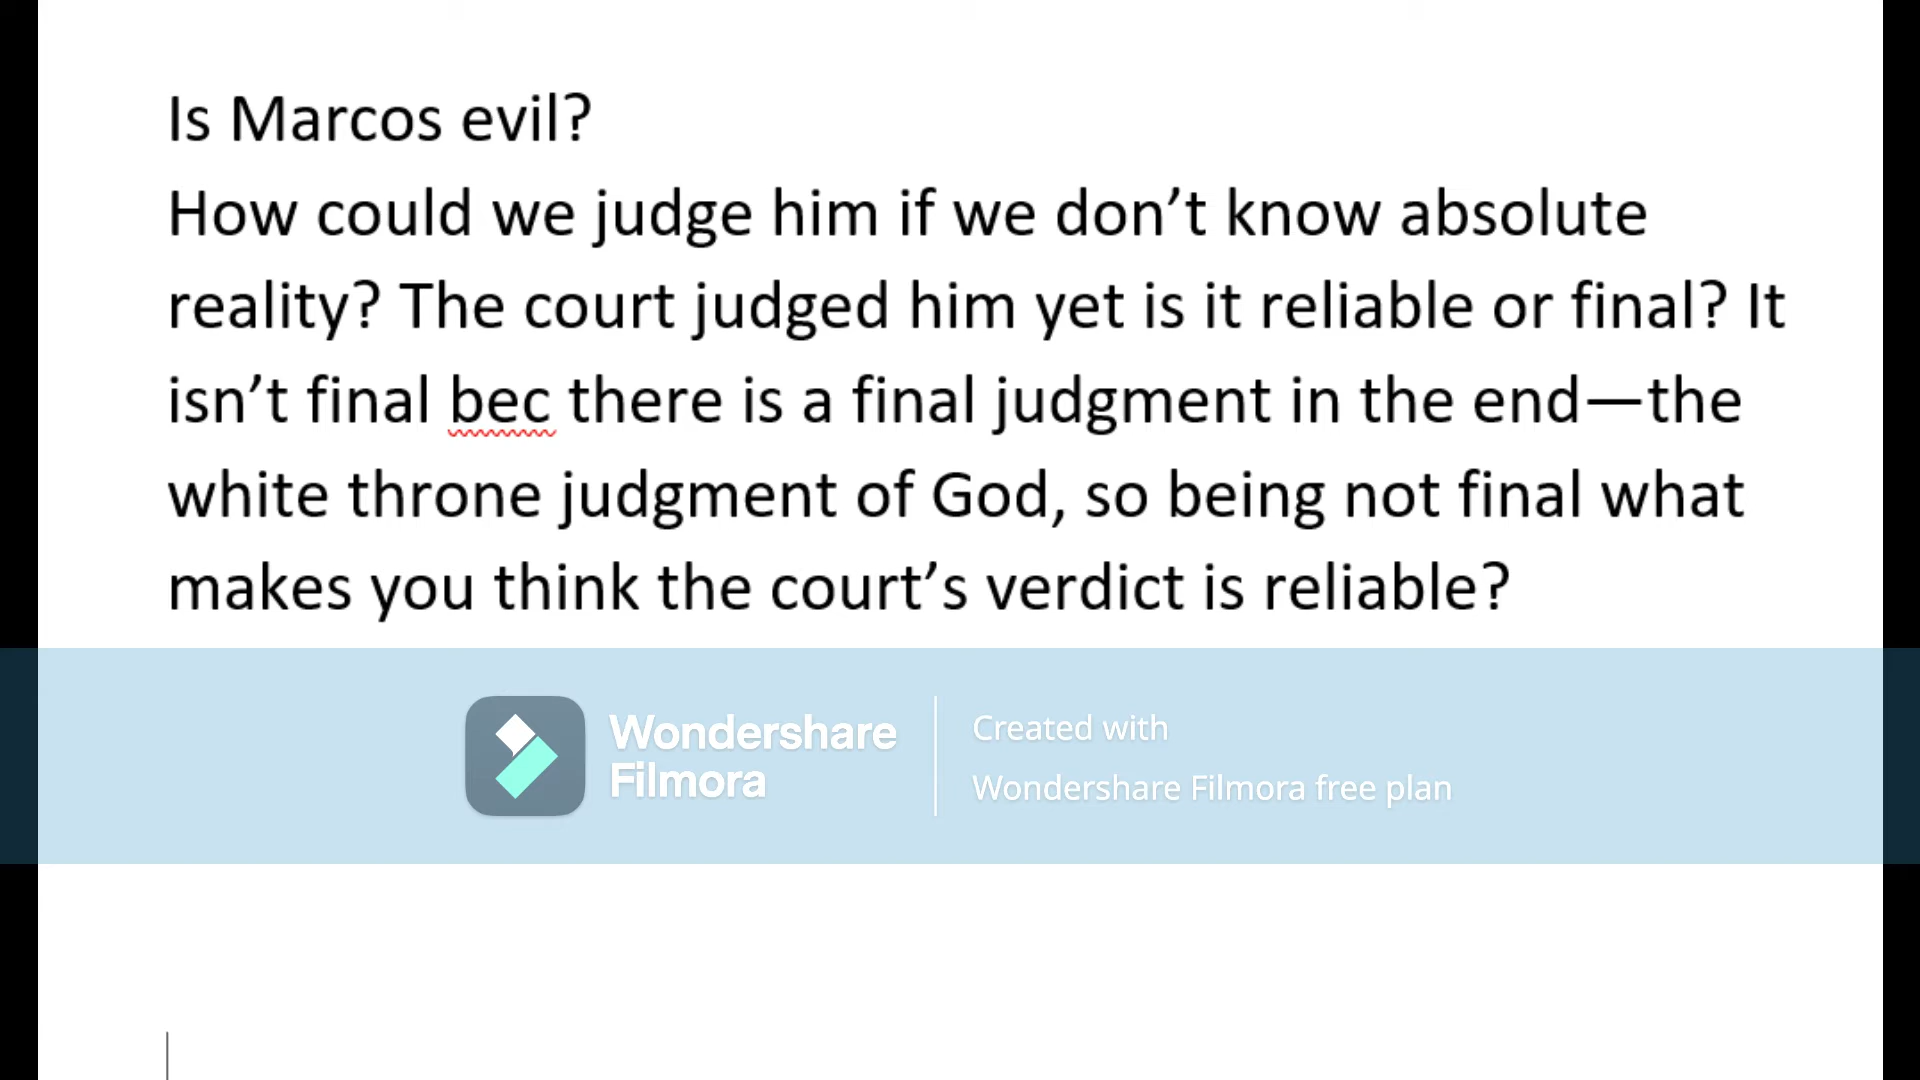 Is Marcos evil?
How could we judge him if we don’t know absolute
reality? The court judged him yet is it reliable or final? It
isn’t final bec there is a final judgment in the end—the
white throne judgment of God, so being not final what
makes you think the court’s verdict is reliable?
Wondershare
Filmora
Created with
Wondershare Filmora free plan